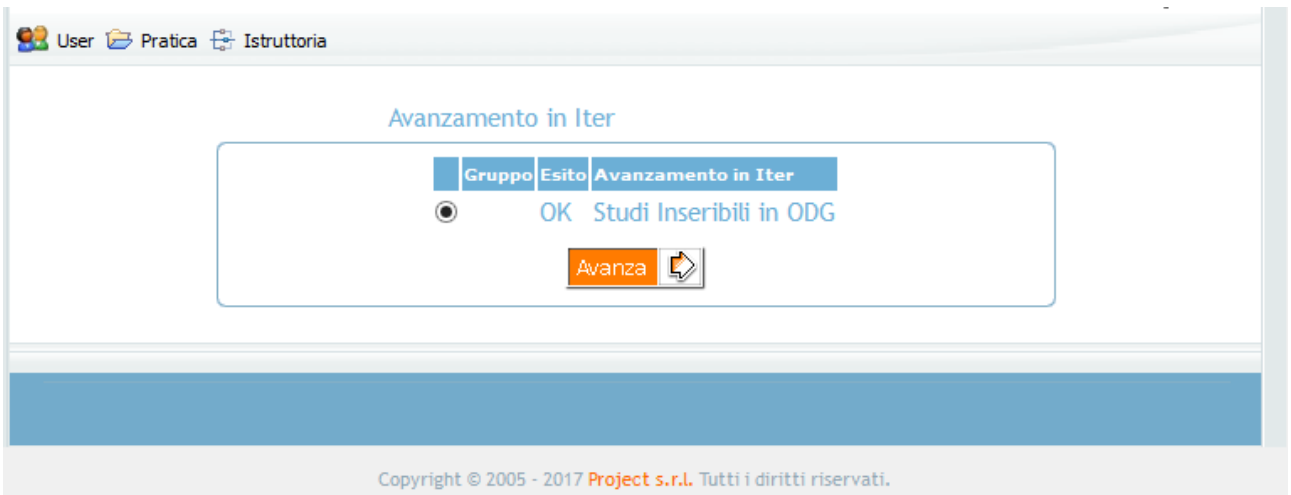 User Pratica Istruttoria
Avanzamento in Iter
Gruppo Esito Avanzamento in Iter
OK Studi Inseribili in ODG
Avanza
Copyright © 2005 - 2017 Project s.r.l. Tutti i diritti riservati.